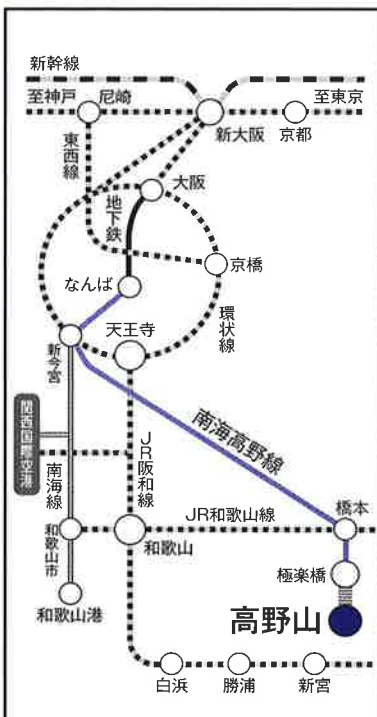 新幹線
至神戸
尼崎
新大阪
京都
至東京
東西線
大阪
地下鉄
京橋
なんば
環状線
天王寺
新今宮
関西国際空港
南海線
JR阪和線
南海高野線
和歌山市
和歌山
JR和歌山線
橋本
極楽橋
和歌山港
高野山
白浜
勝浦
新宮